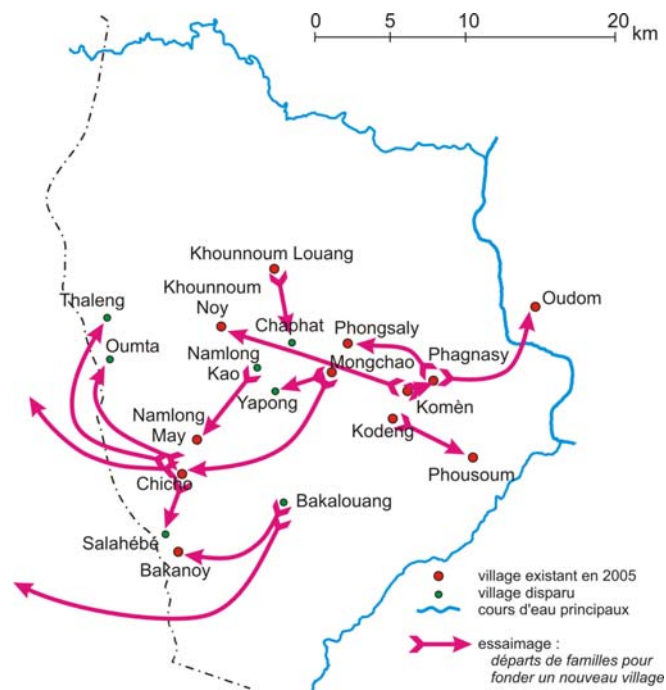 0 5 10 20
km
Khounnoum Louang
Khounnoum
Noy
Oudom
Thaleng
Chaphat
Phongsaly
Oumta
Namlong
Kao
Mongchao
Phagnasy
Yapong
Komèn
Namlong
May
Kodeng
Phousoum
Chicho
Bakalouang
Salahébé
Bakanoy
village existant en 2005
village disparu
cours d'eau principaux
essaimage :
départs de familles pour
fonder un nouveau village